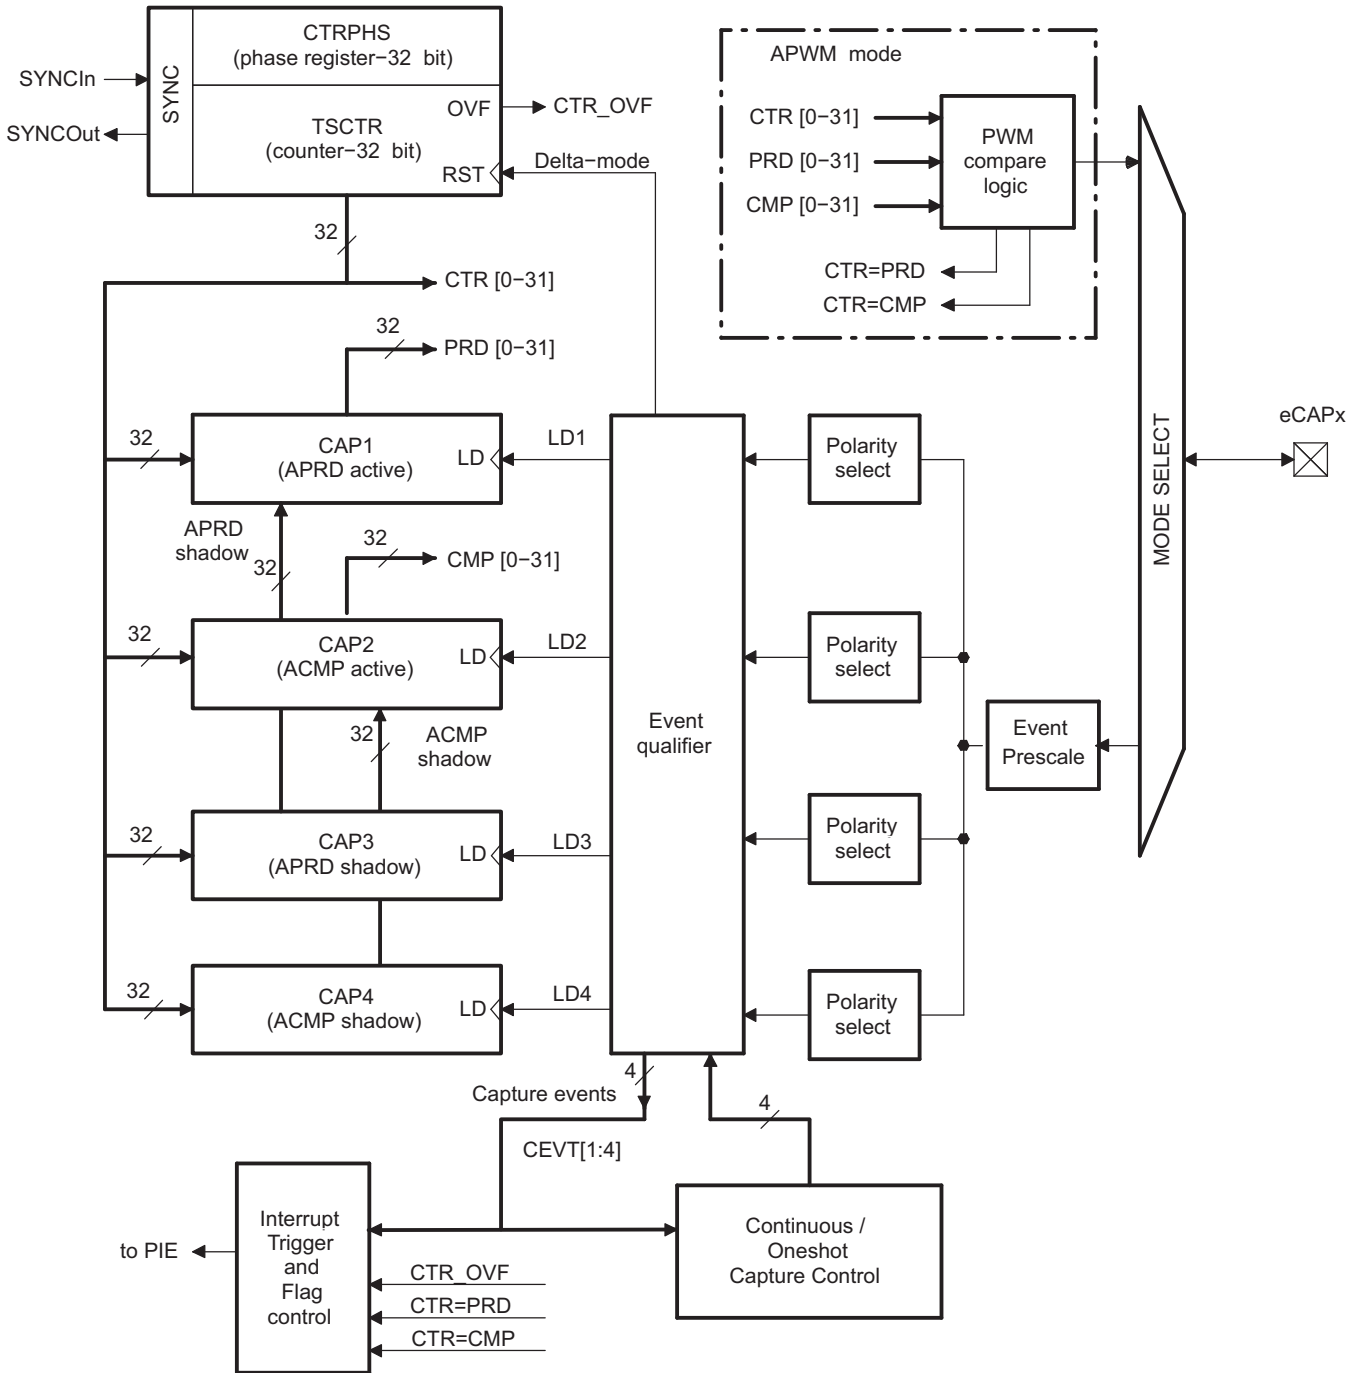 CTRPHS
(phase register−32 bit)
APWM mode
SYNC
SYNCIn
OVF
CTR_OVF
SYNCOut
TSCTR
(counter−32 bit)
RST
Delta−mode
CTR [0−31]
PRD [0−31]
CMP [0−31]
PWM
compare
logic
CTR=PRD
CTR=CMP
32
CTR [0−31]
32
PRD [0−31]
MODE SELECT
eCAPx
32
CAP1
(APRD active)
LD
LD1
Polarity
select
APRD
shadow
32
32
CMP [0−31]
32
CAP2
(ACMP active)
LD
LD2
Polarity
select
32
ACMP
shadow
Event
qualifier
Event
Prescale
32
CAP3
(APRD shadow)
LD
LD3
Polarity
select
32
CAP4
(ACMP shadow)
LD
LD4
Polarity
select
4
Capture events
4
CEVT[1:4]
to PIE
Interrupt
Trigger
and
Flag
control
CTR_OVF
CTR=PRD
CTR=CMP
Continuous /
Oneshot
Capture Control